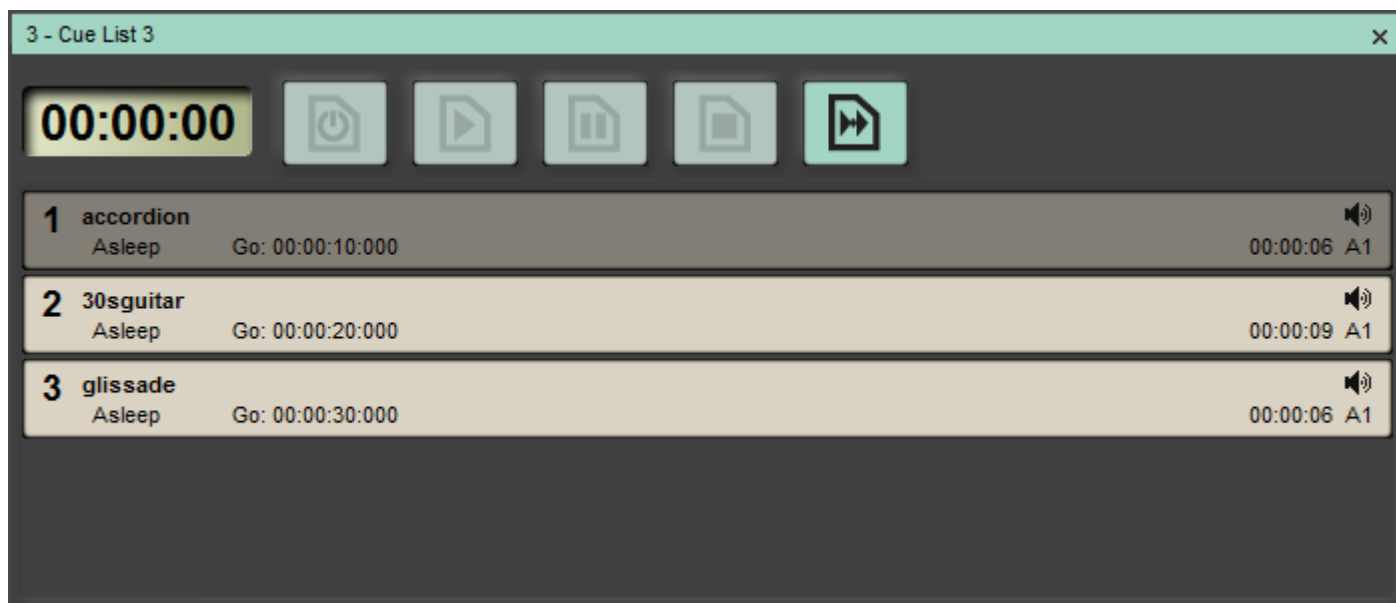 3 - Cue List 3
00:00:00
1 accordion
Asleep Go: 00:00:10:000 00:00:06 A1
2 30sguitar
Asleep Go: 00:00:20:000 00:00:09 A1
3 glissade
Asleep Go: 00:00:30:000 00:00:06 A1